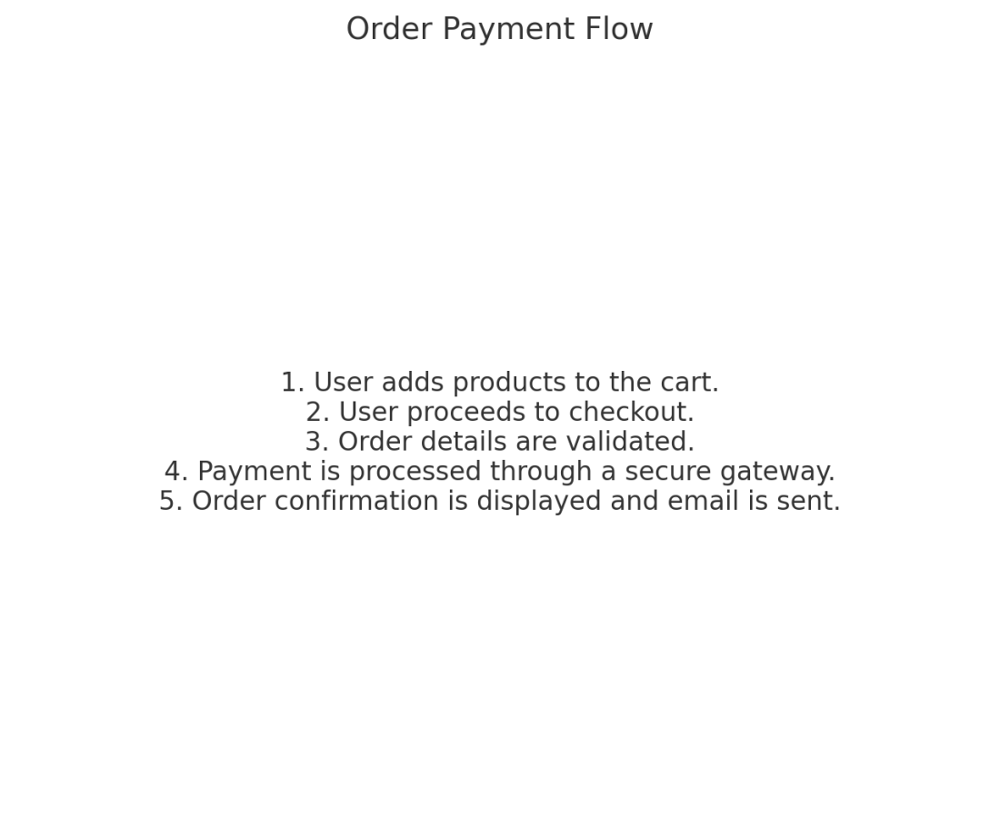 Order Payment Flow
1. User adds products to the cart.
2. User proceeds to checkout.
3. Order details are validated.
4. Payment is processed through a secure gateway.
5. Order confirmation is displayed and email is sent.